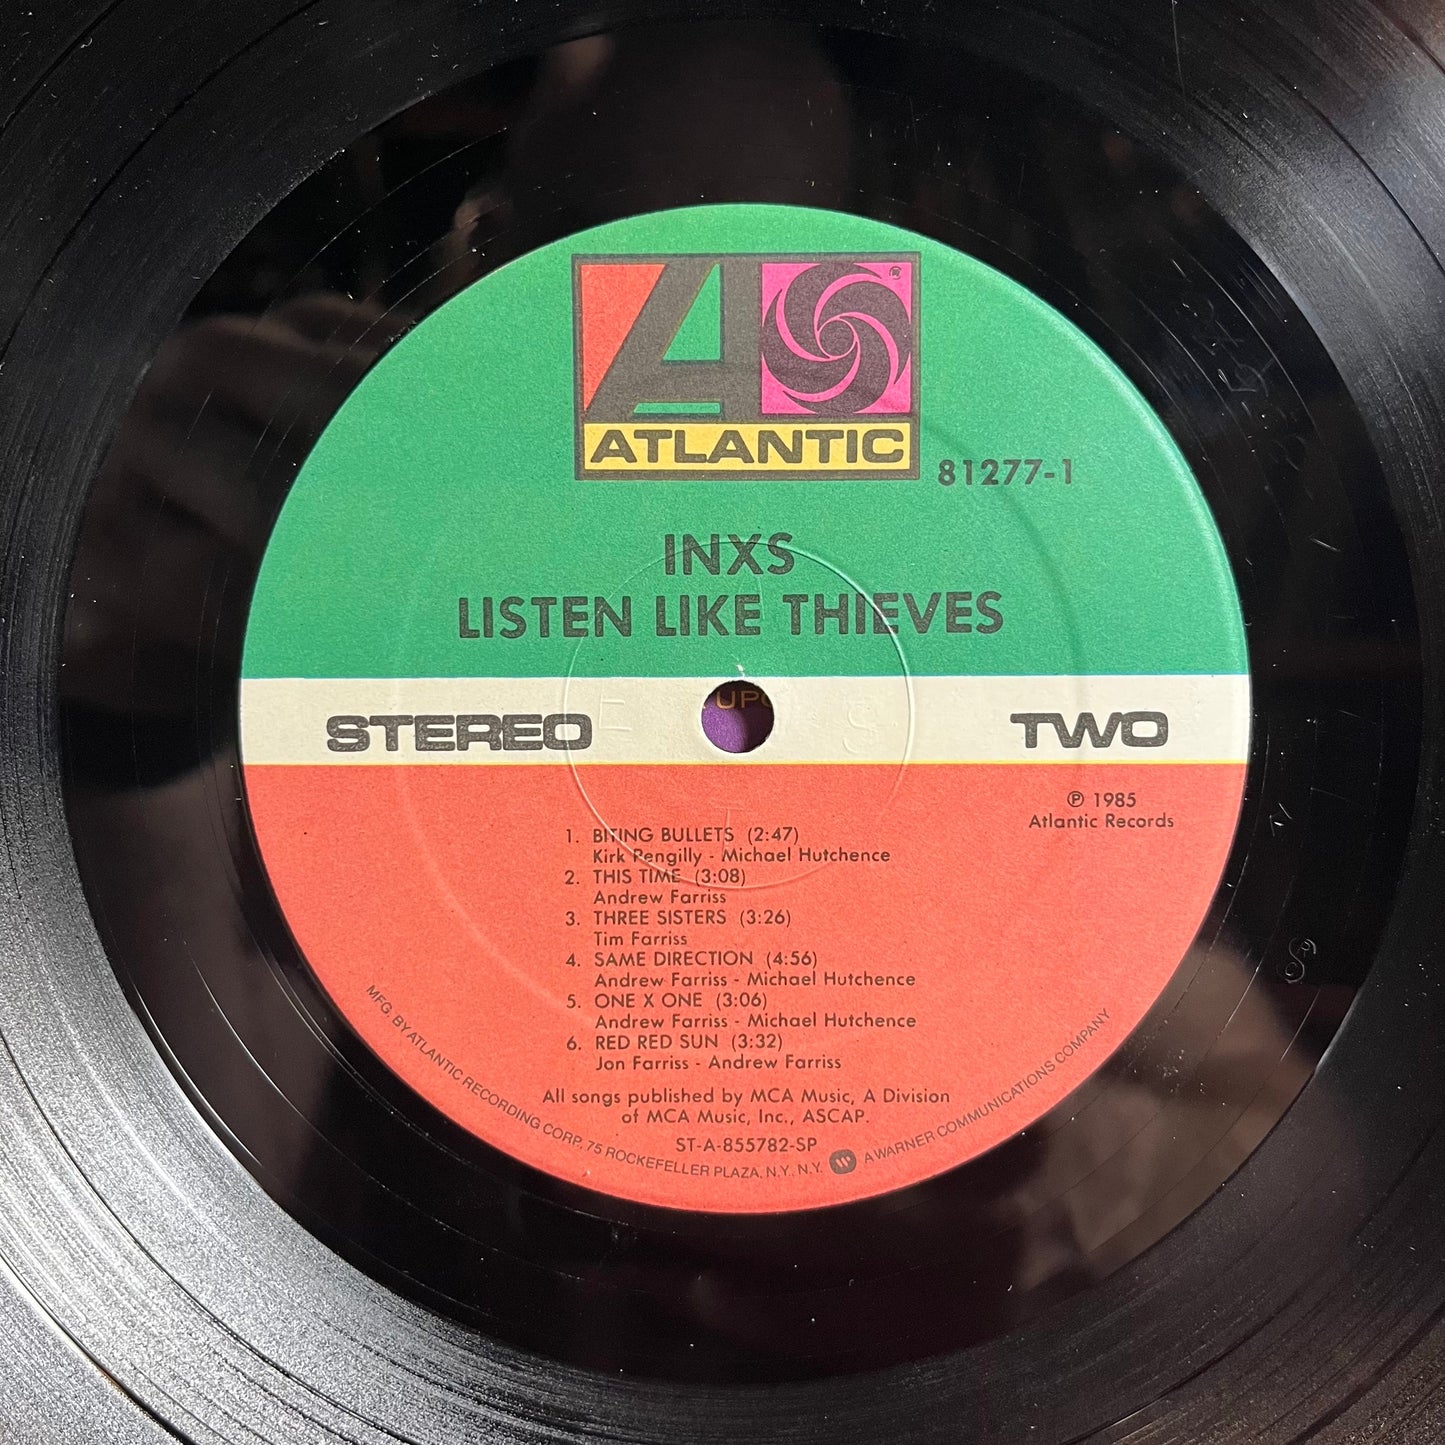 ®
ATLANTIC
81277-1
INXS
LISTEN LIKE THIEVES
UP
STEREO
TWO
℗ 1985
Atlantic Records
1. BITING BULLETS (2:47)
Kirk Pengilly - Michael Hutchence
2. THIS TIME (3:08)
Andrew Farriss
3. THREE SISTERS (3:26)
Tim Farriss
4. SAME DIRECTION (4:56)
Andrew Farriss - Michael Hutchence
5. ONE X ONE (3:06)
Andrew Farriss - Michael Hutchence
6. RED RED SUN (3:32)
Jon Farriss - Andrew Farriss
All songs published by MCA Music, A Division
of MCA Music, Inc., ASCAP.
ST-A-855782-SP
MFG. BY ATLANTIC RECORDING CORP., 75 ROCKEFELLER PLAZA, N.Y. N.Y. A WARNER COMMUNICATIONS COMPANY